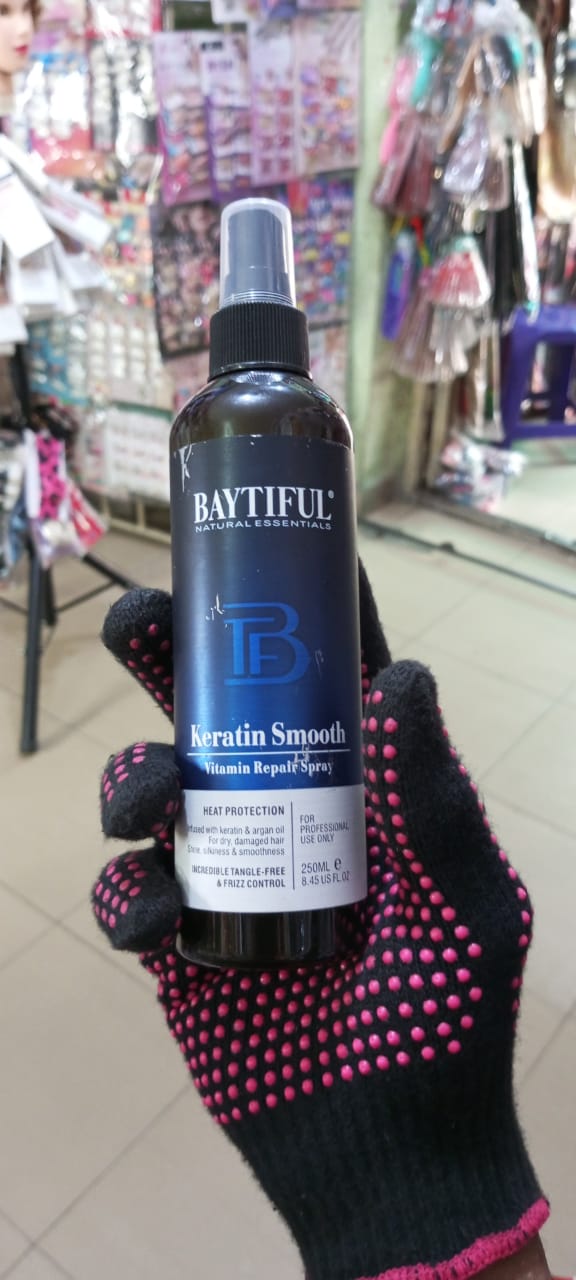 BAYTIFUL®
NATURAL ESSENTIALS
Keratin Smooth
Vitamin Repair Spray
HEAT PROTECTION
Infused with keratin & argan oil
For dry, damaged hair
Shine, silkiness & smoothness
INCREDIBLE TANGLE-FREE
& FRIZZ CONTROL
FOR
PROFESSIONAL
USE ONLY
250ML ℮
8.45 US FL.OZ